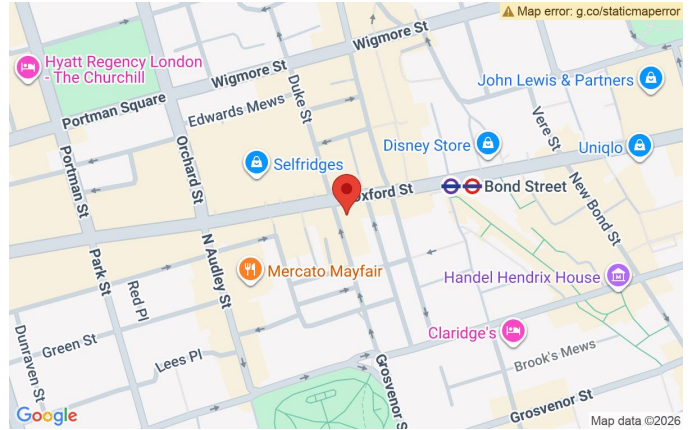 Map error: g.co/staticmaperror
Hyatt Regency London
- The Churchill
Wigmore St
Wigmore St
John Lewis & Partners
Portman Square
Edwards Mews
Duke St
Vere St
Disney Store
Uniqlo
Orchard St
Selfridges
Portman St
Oxford St
Bond Street
New Bond St
N Audley St
Mercato Mayfair
Handel Hendrix House
Park St
Red Pl
Claridge's
Green St
Lees Pl
Brook's Mews
Dunraven St
Grosvenor S
Grosvenor St
Google
Map data ©2026